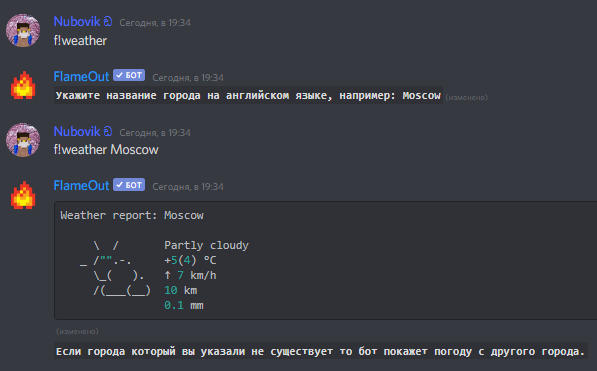 Nubovik Сегодня, в 19:34
f!weather
FlameOut БОТ Сегодня, в 19:34
Укажите название города на английском языке, например: Moscow (изменено)
Nubovik Сегодня, в 19:34
f!weather Moscow
FlameOut БОТ Сегодня, в 19:34
Weather report: Moscow
\ / Partly cloudy
_ /"".-. +5(4) °C
\_( ). ↑ 7 km/h
/(___(__) 10 km
0.1 mm
(изменено)
Если города который вы указали не существует то бот покажет погоду с другого города.